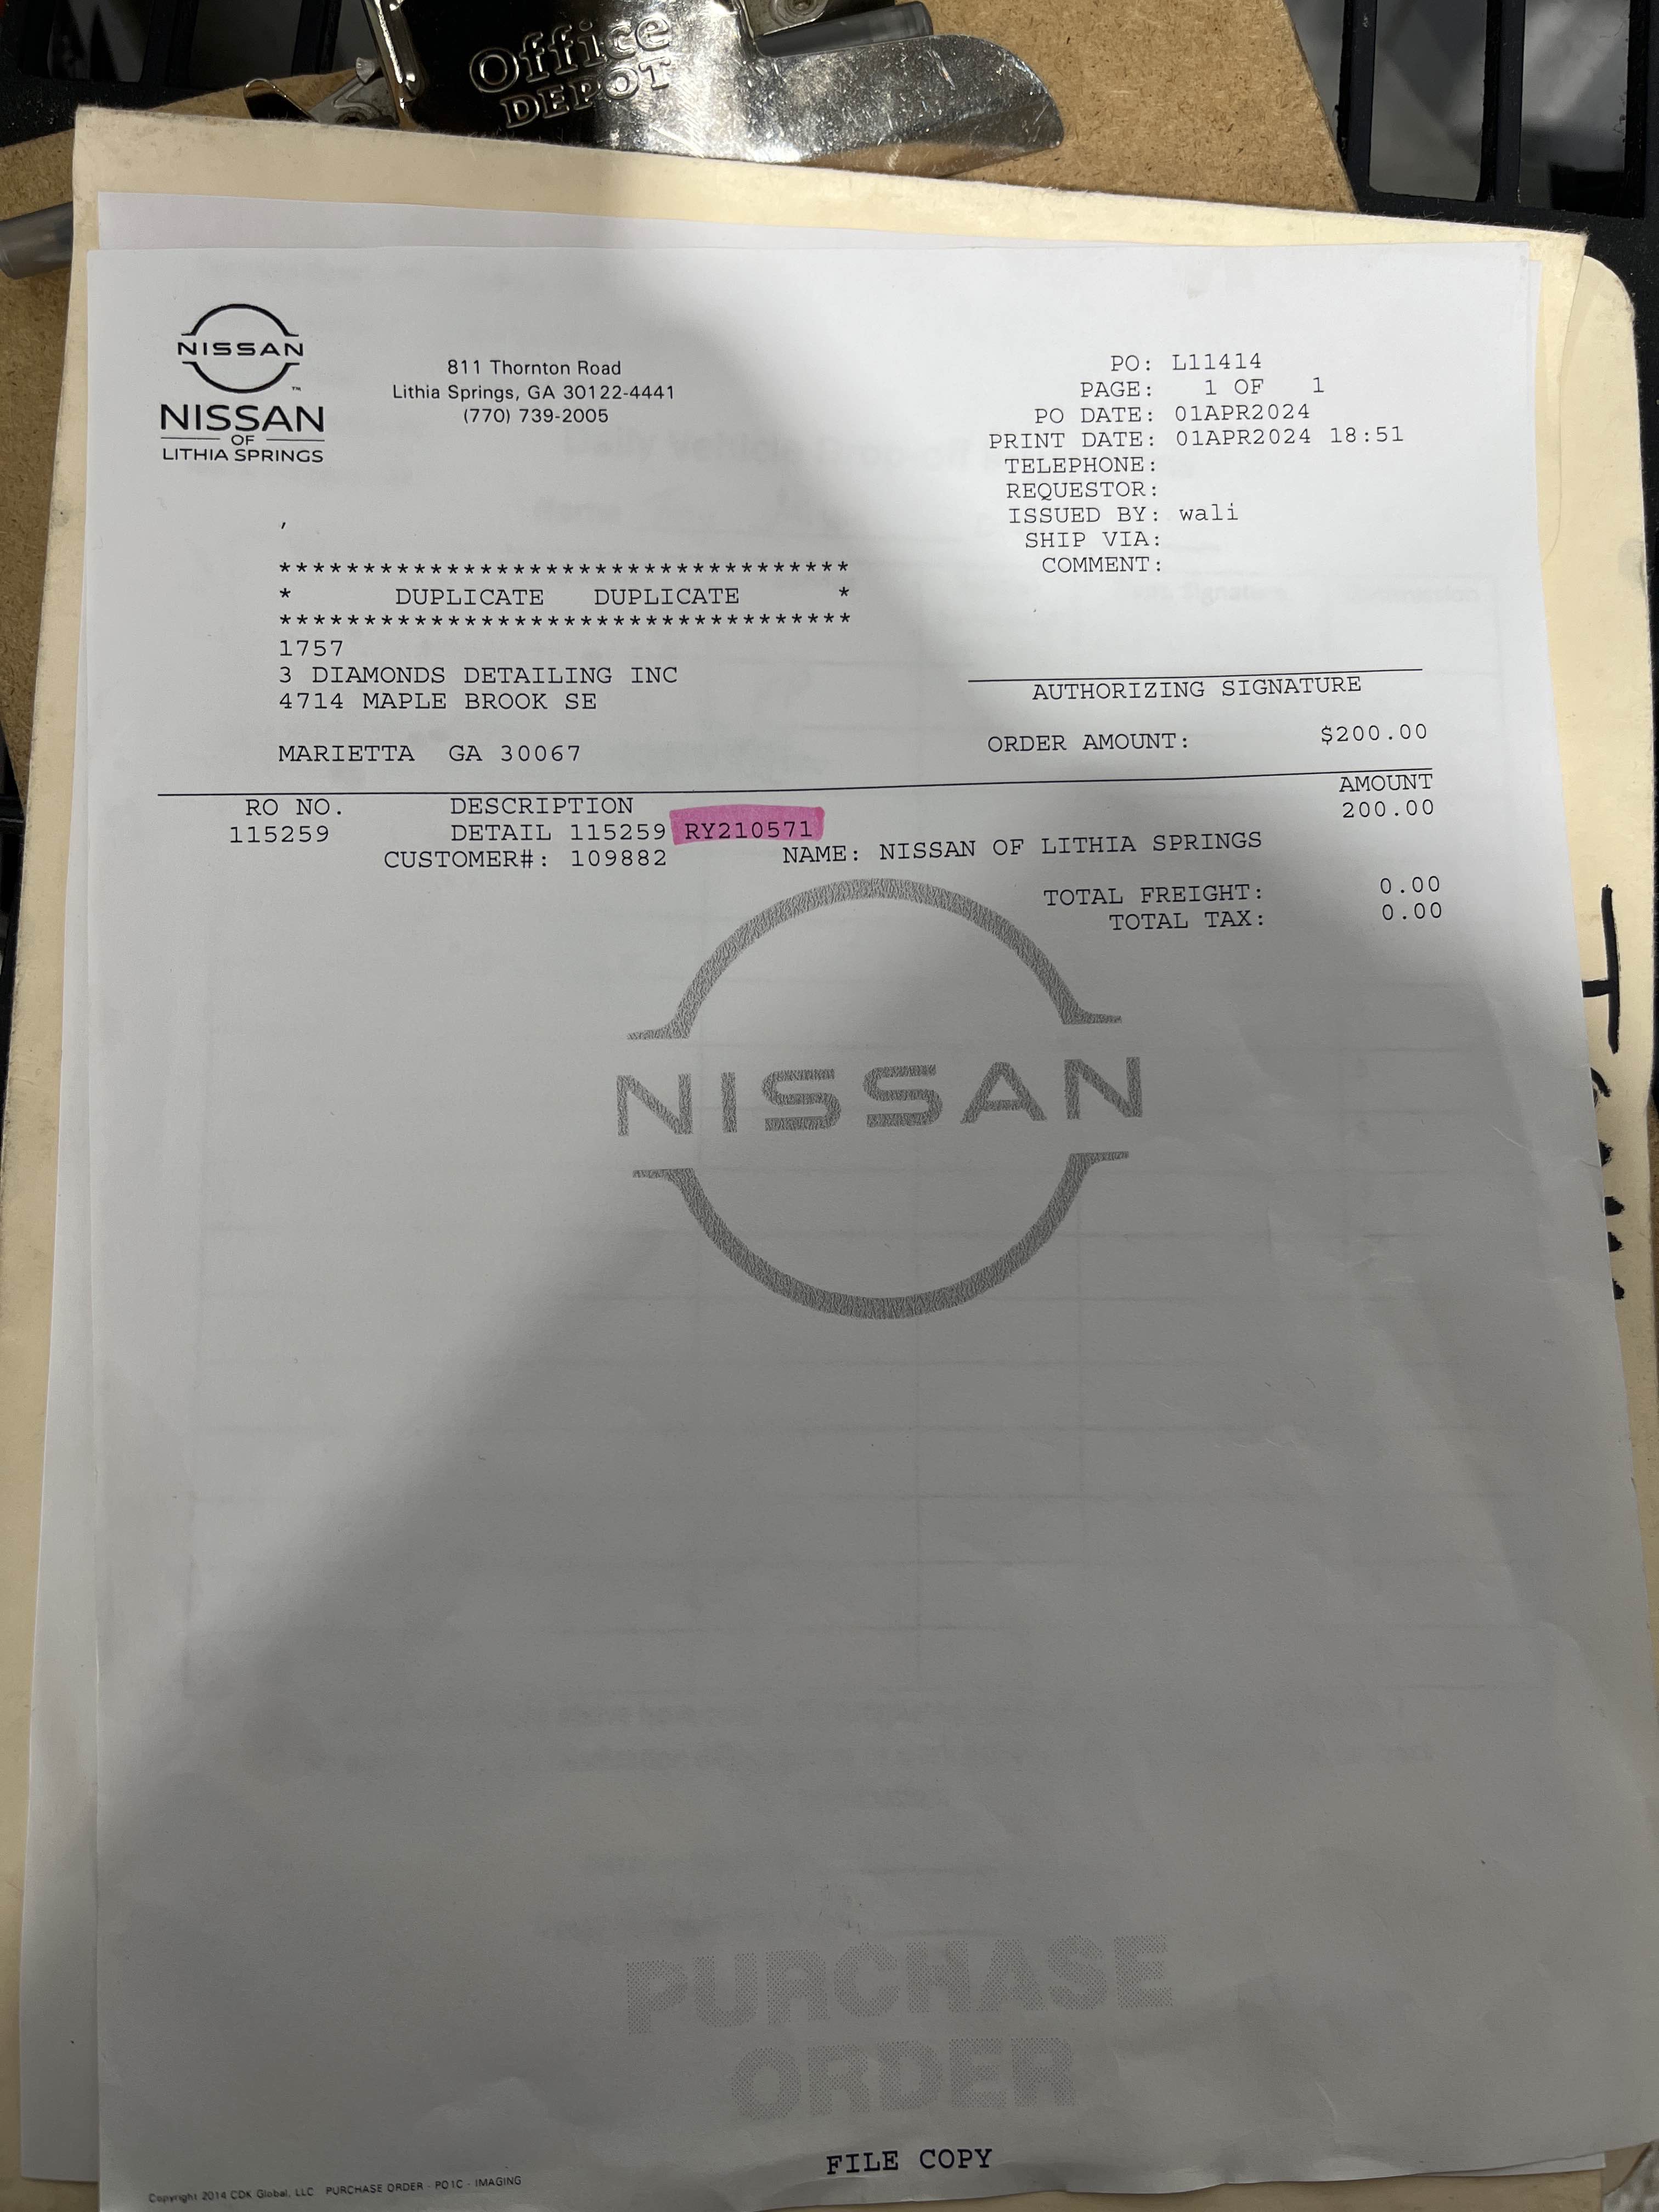 Office
DEPOT
NISSAN
NISSAN
OF
LITHIA SPRINGS
811 Thornton Road
Lithia Springs, GA 30122-4441
(770) 739-2005
PO: L11414
PAGE: 1 OF 1
PO DATE: 01APR2024
PRINT DATE: 01APR2024 18:51
TELEPHONE:
REQUESTOR:
ISSUED BY: wali
SHIP VIA:
COMMENT:
,
***********************************
* DUPLICATE DUPLICATE *
***********************************
1757
3 DIAMONDS DETAILING INC
4714 MAPLE BROOK SE
MARIETTA GA 30067
AUTHORIZING SIGNATURE
ORDER AMOUNT: $200.00
RO NO. DESCRIPTION AMOUNT
115259 DETAIL 115259 RY210571 200.00
CUSTOMER#: 109882 NAME: NISSAN OF LITHIA SPRINGS
TOTAL FREIGHT: 0.00
TOTAL TAX: 0.00
NISSAN
PURCHASE
ORDER
FILE COPY
Copyright 2014 CDK Global, LLC PURCHASE ORDER - PO1C - IMAGING